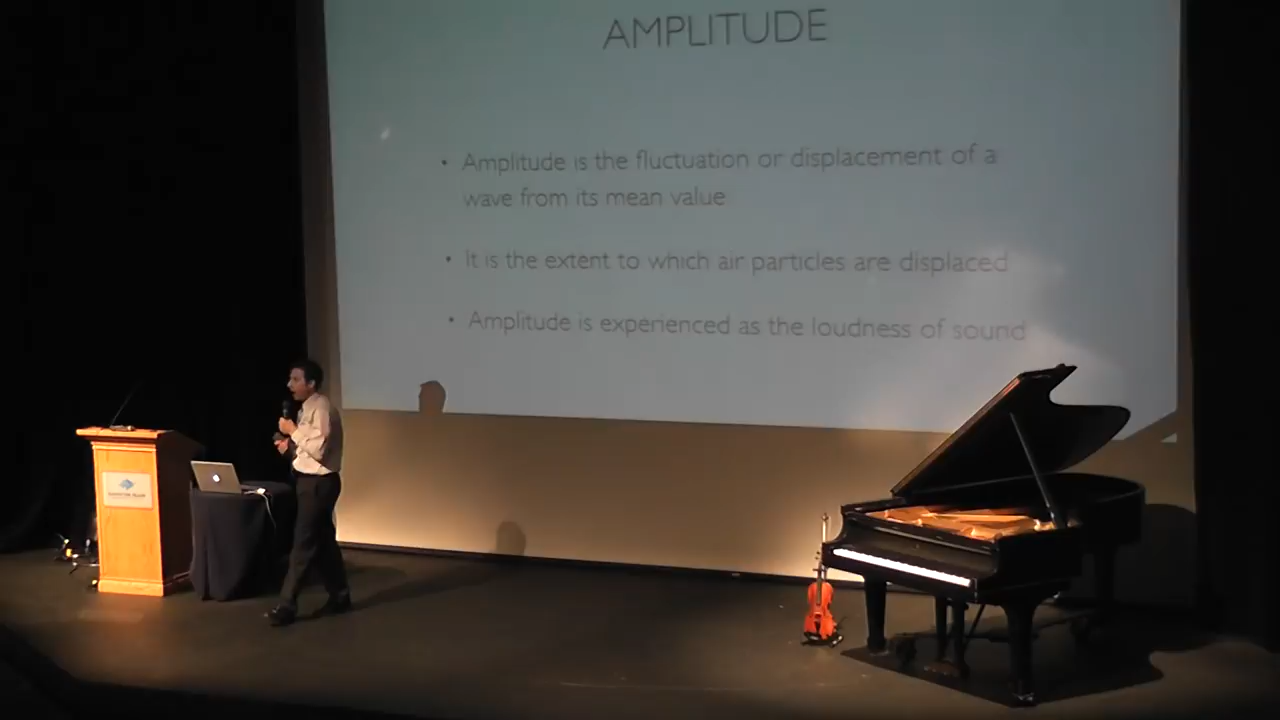 AMPLITUDE
• Amplitude is the fluctuation or displacement of a
wave from its mean value
• It is the extent to which air particles are displaced
• Amplitude is experienced as the loudness of sound